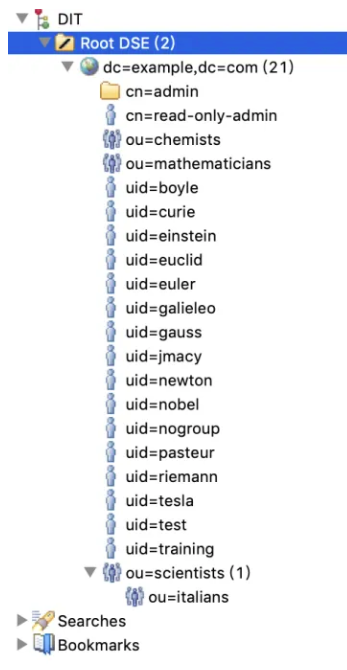 DIT
Root DSE (2)
dc=example,dc=com (21)
cn=admin
cn=read-only-admin
ou=chemists
ou=mathematicians
uid=boyle
uid=curie
uid=einstein
uid=euclid
uid=euler
uid=galieleo
uid=gauss
uid=jmacy
uid=newton
uid=nobel
uid=nogroup
uid=pasteur
uid=riemann
uid=tesla
uid=test
uid=training
ou=scientists (1)
ou=italians
Searches
Bookmarks